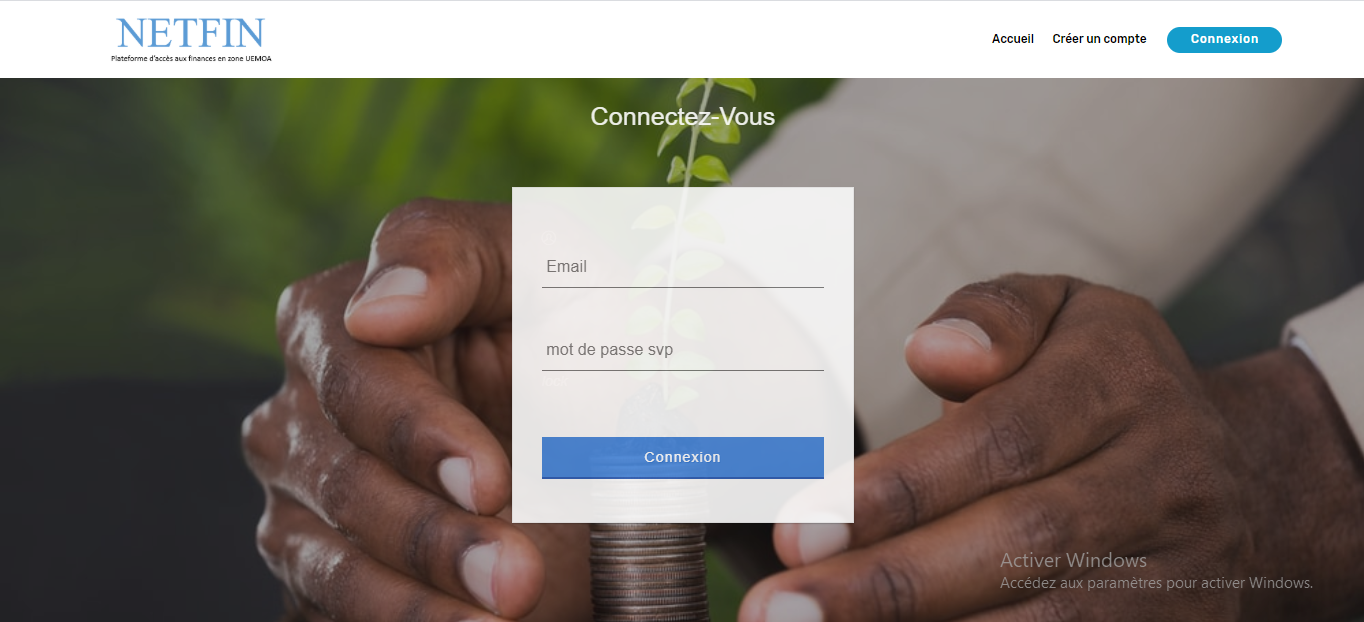 NETFIN
Plateforme d'accès aux finances en zone UEMOA
Accueil
Créer un compte
Connexion
Connectez-Vous
Email
mot de passe svp
Connexion
Activer Windows
Accédez aux paramètres pour activer Windows.